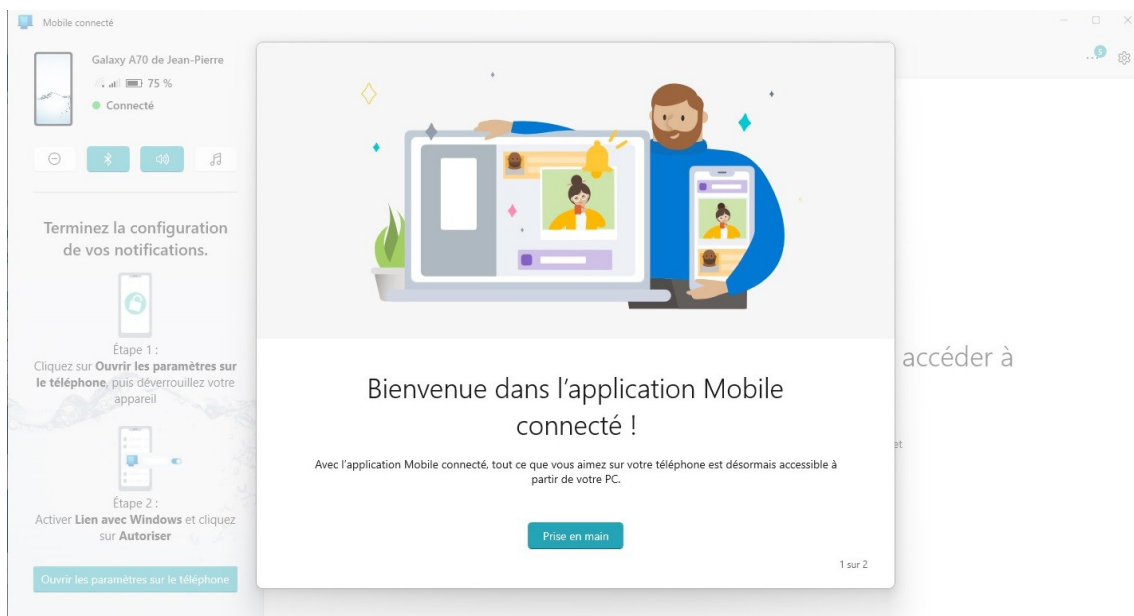 Mobile connecté
Galaxy A70 de Jean-Pierre
75 %
Connecté
Terminez la configuration
de vos notifications.
Étape 1 :
Cliquez sur Ouvrir les paramètres sur
le téléphone, puis déverrouillez votre
appareil
Étape 2 :
Activer Lien avec Windows et cliquez
sur Autoriser
Ouvrir les paramètres sur le téléphone
Bienvenue dans l’application Mobile
connecté !
Avec l’application Mobile connecté, tout ce que vous aimez sur votre téléphone est désormais accessible à
partir de votre PC.
Prise en main
1 sur 2
accéder à
et